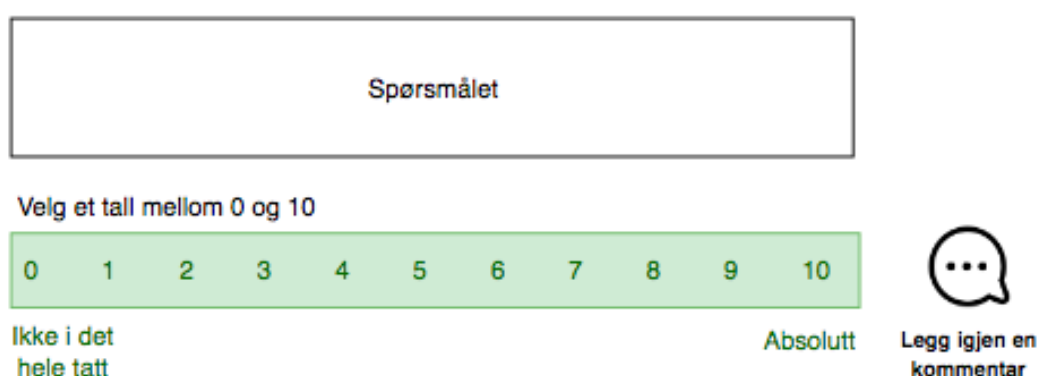 Spørsmålet
Velg et tall mellom 0 og 10
0 1 2 3 4 5 6 7 8 9 10
Ikke i det
hele tatt
Absolutt
Legg igjen en
kommentar